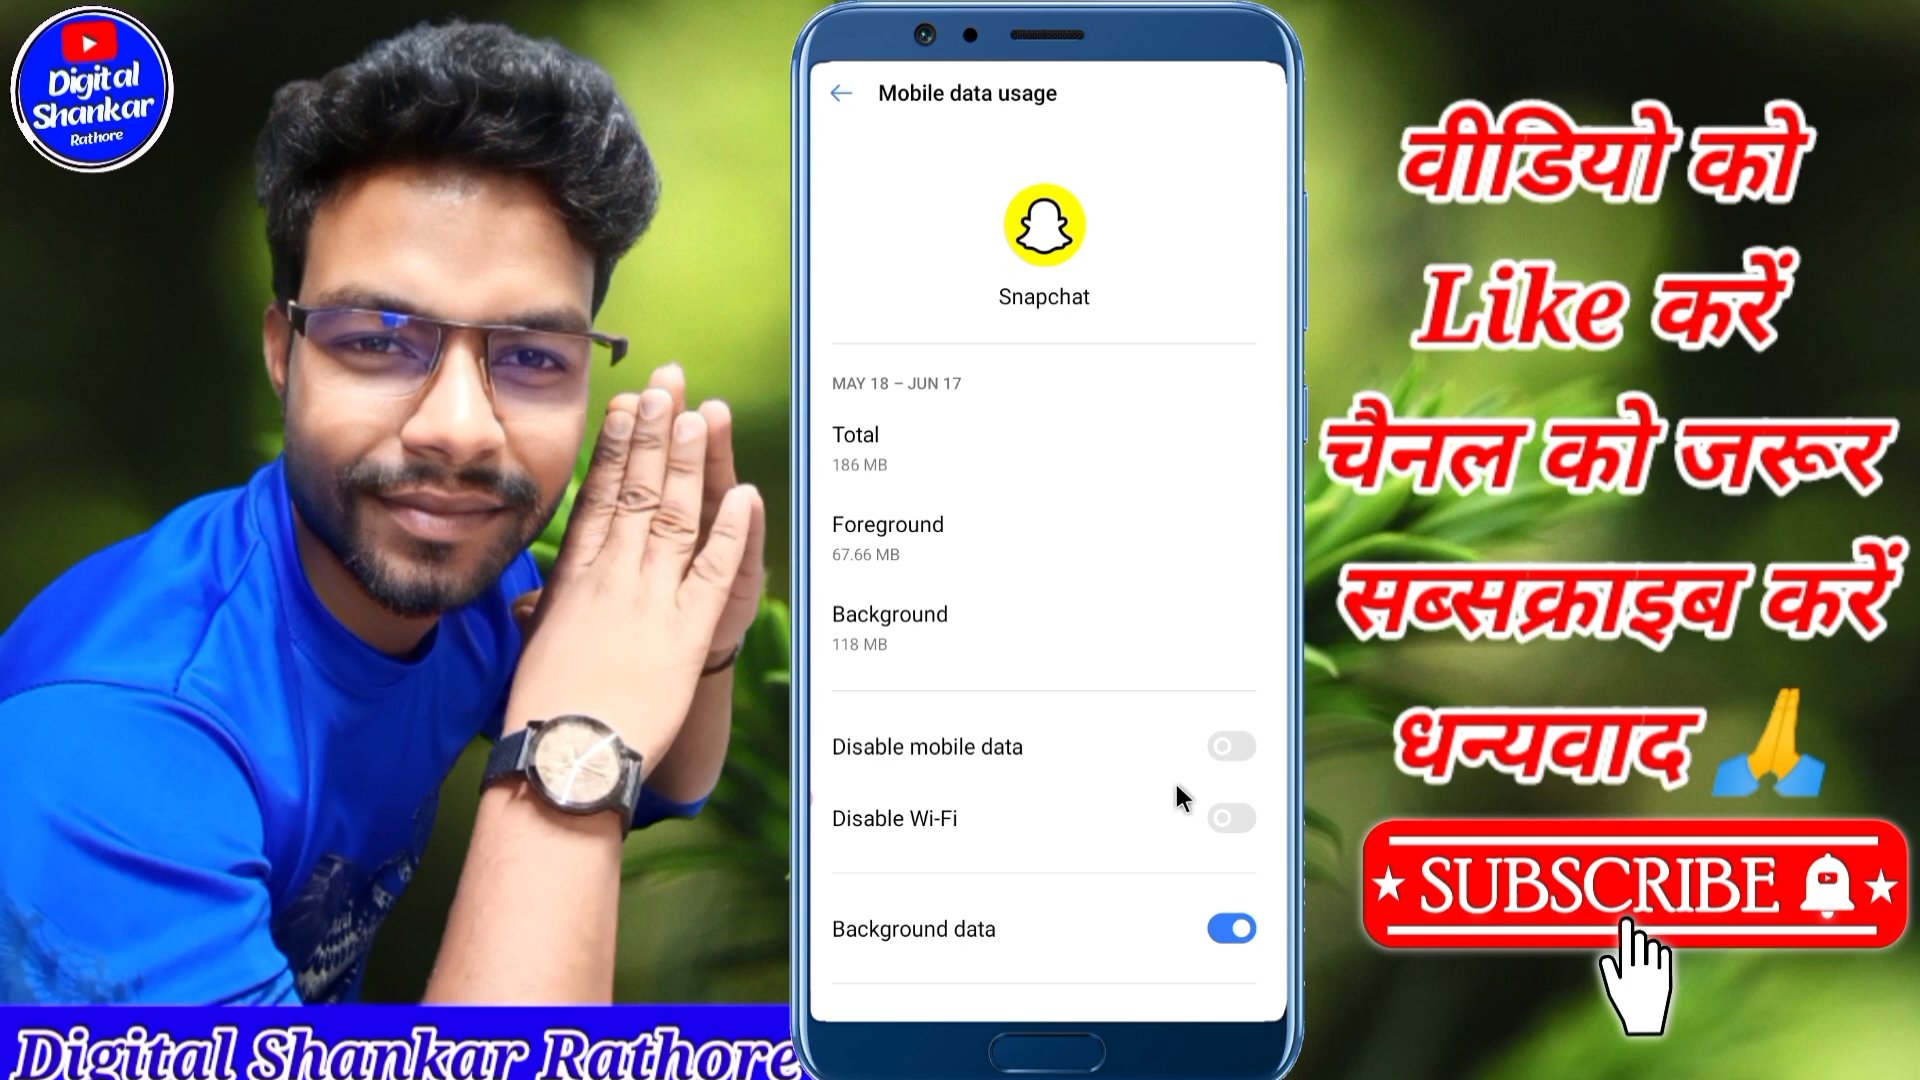 Digital
Shankar
Rathore
Mobile data usage
Snapchat
MAY 18 – JUN 17
Total
186 MB
Foreground
67.66 MB
Background
118 MB
Disable mobile data
Disable Wi-Fi
Background data
वीडियो को
Like करें
चैनल को जरूर
सब्सक्राइब करें
धन्यवाद 🙏
SUBSCRIBE
Digital Shankar Rathore